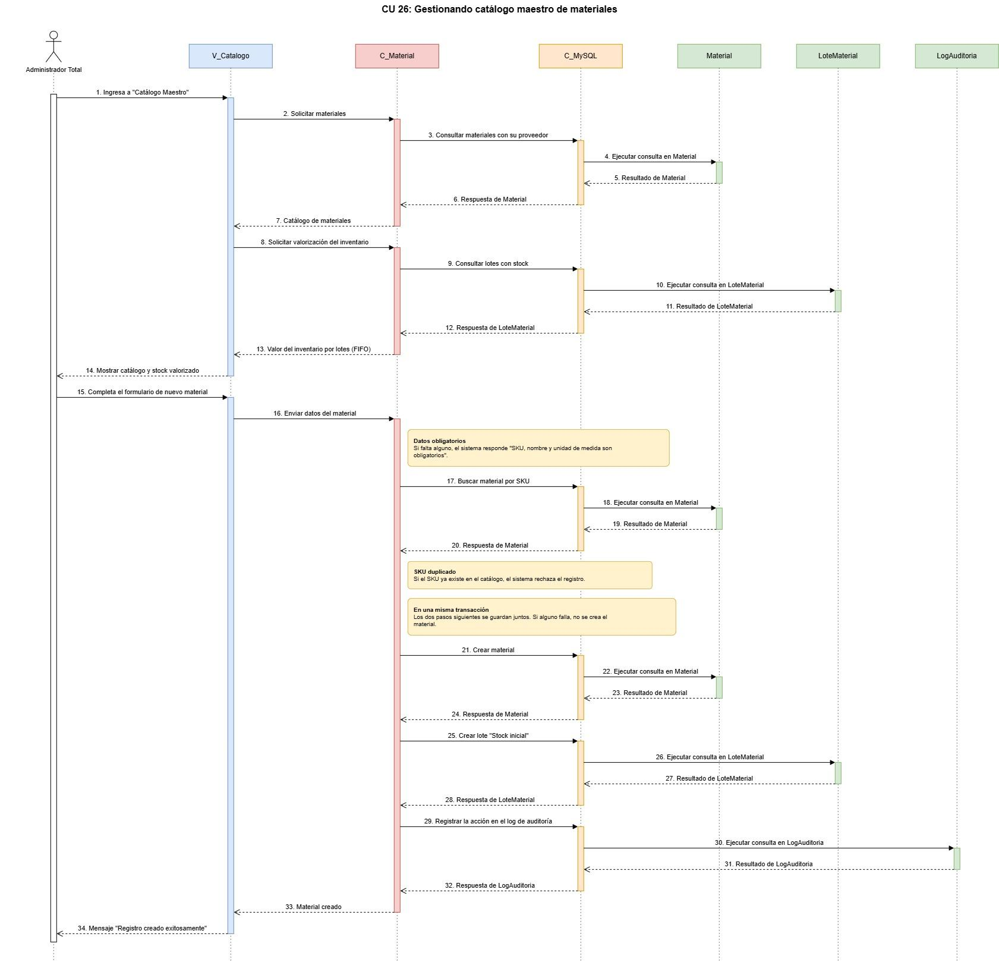 CU 26: Gestionando catálogo maestro de materiales
Administrador Total
V_Catalogo
C_Material
C_MySQL
Material
LoteMaterial
LogAuditoria
1. Ingresa a "Catálogo Maestro"
2. Solicitar materiales
3. Consultar materiales con su proveedor
4. Ejecutar consulta en Material
5. Resultado de Material
6. Respuesta de Material
7. Catálogo de materiales
8. Solicitar valorización del inventario
9. Consultar lotes con stock
10. Ejecutar consulta en LoteMaterial
11. Resultado de LoteMaterial
12. Respuesta de LoteMaterial
13. Valor del inventario por lotes (FIFO)
14. Mostrar catálogo y stock valorizado
15. Completa el formulario de nuevo material
16. Enviar datos del material
Datos obligatorios
Si falta alguno, el sistema responde "SKU, nombre y unidad de medida son
obligatorios".
17. Buscar material por SKU
18. Ejecutar consulta en Material
19. Resultado de Material
20. Respuesta de Material
SKU duplicado
Si el SKU ya existe en el catálogo, el sistema rechaza el registro.
En una misma transacción
Los dos pasos siguientes se guardan juntos. Si alguno falla, no se crea el
material.
21. Crear material
22. Ejecutar consulta en Material
23. Resultado de Material
24. Respuesta de Material
25. Crear lote "Stock inicial"
26. Ejecutar consulta en LoteMaterial
27. Resultado de LoteMaterial
28. Respuesta de LoteMaterial
29. Registrar la acción en el log de auditoría
30. Ejecutar consulta en LogAuditoria
31. Resultado de LogAuditoria
32. Respuesta de LogAuditoria
33. Material creado
34. Mensaje "Registro creado exitosamente"